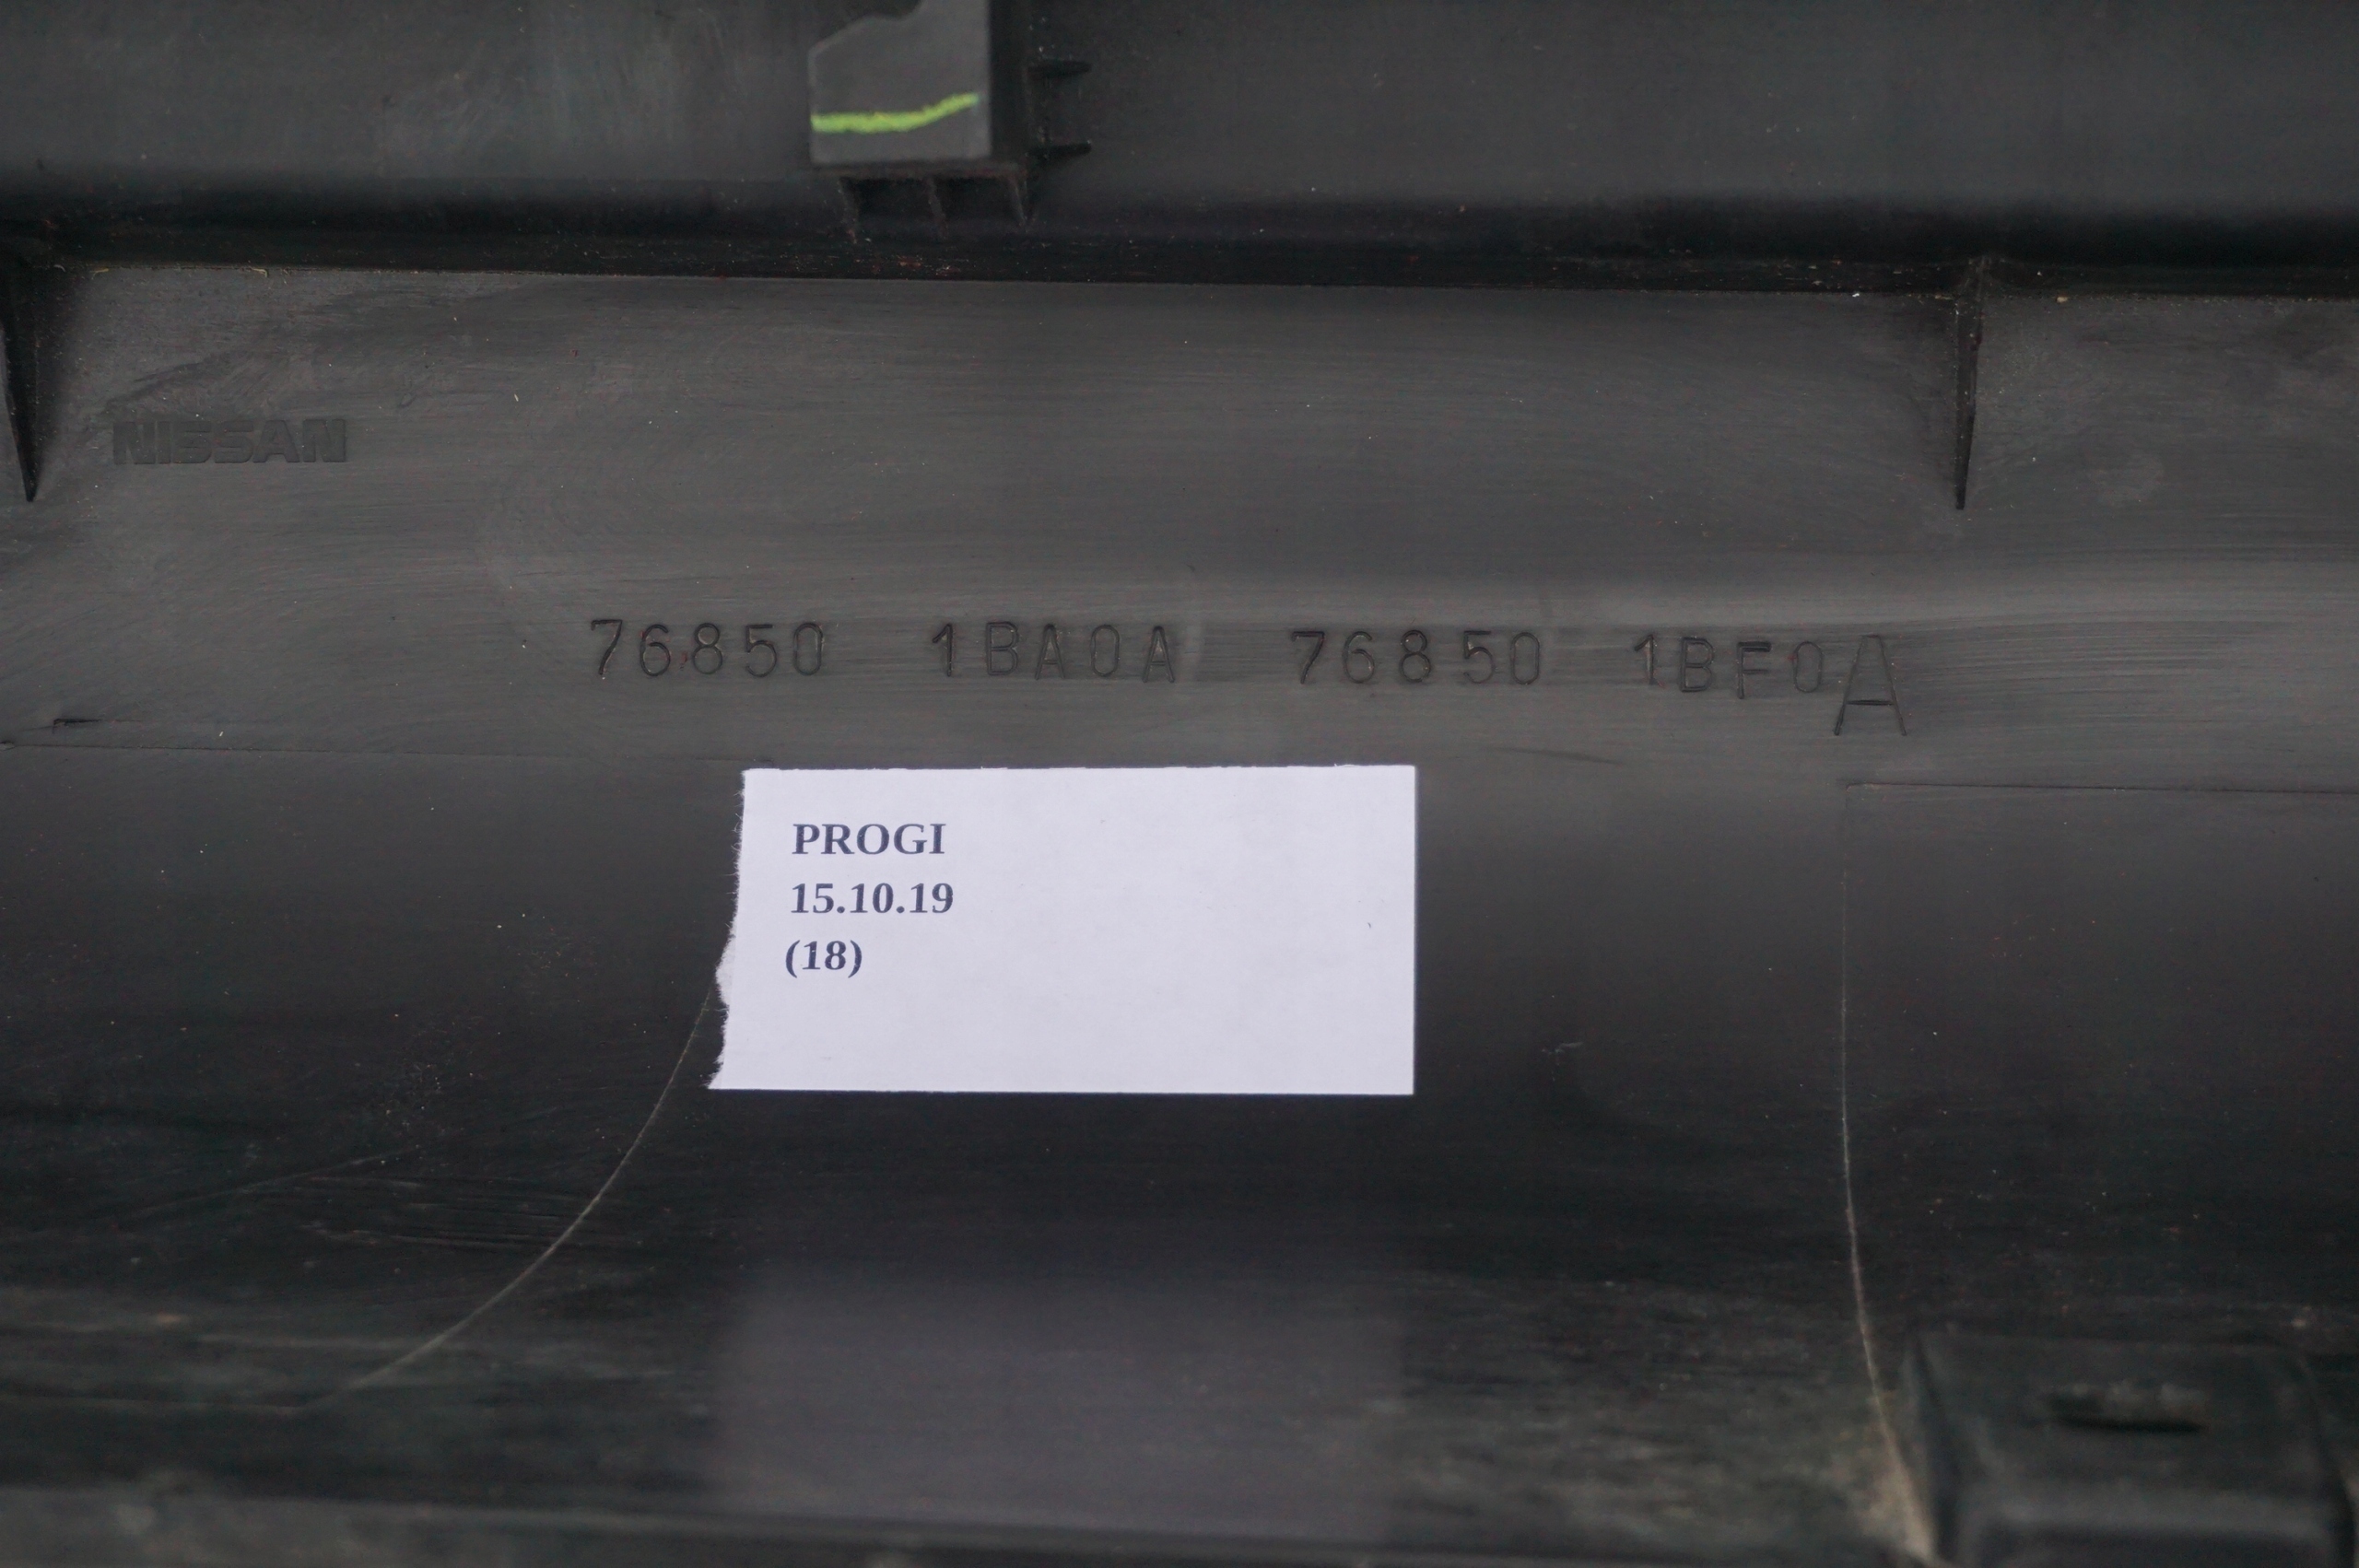 NISSAN
76850 1BA0A 76850 1BF0A
PROGI
15.10.19
(18)